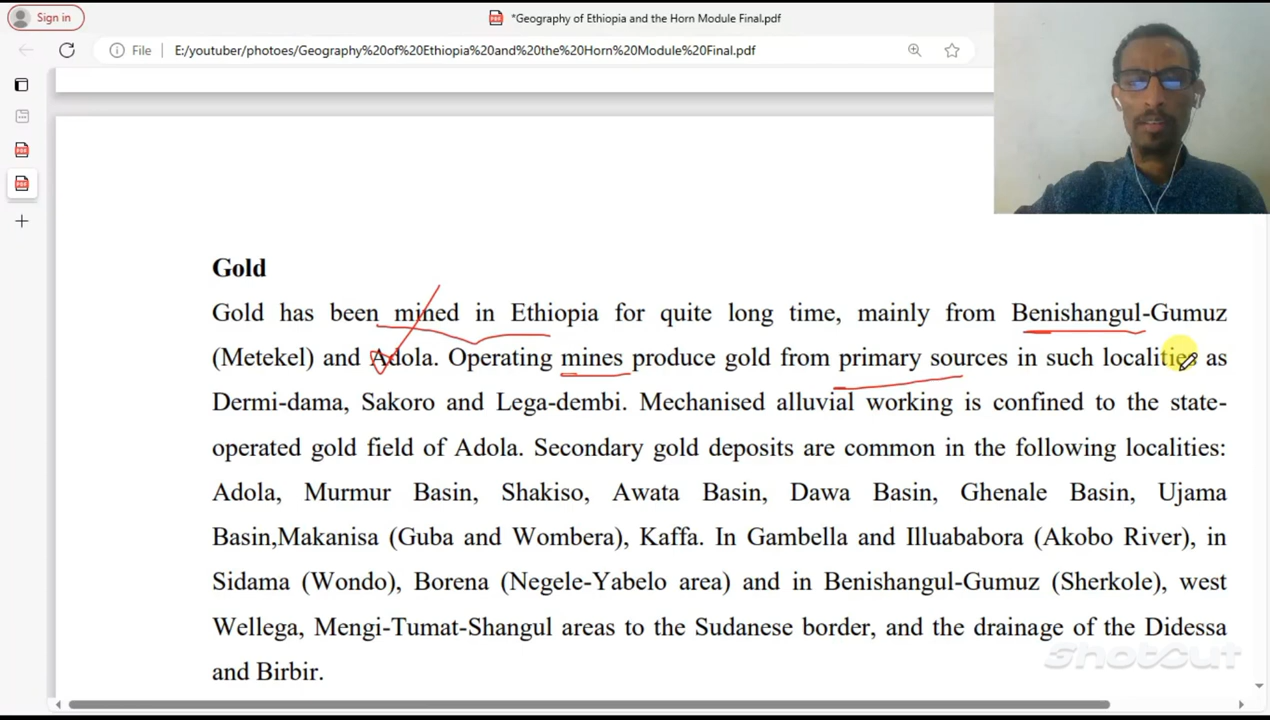 Sign in
*Geography of Ethiopia and the Horn Module Final.pdf
File | E:/youtuber/photoes/Geography%20of%20Ethiopia%20and%20the%20Horn%20Module%20Final.pdf
Gold
Gold has been mined in Ethiopia for quite long time, mainly from Benishangul-Gumuz
(Metekel) and Adola. Operating mines produce gold from primary sources in such localities as
Dermi-dama, Sakoro and Lega-dembi. Mechanised alluvial working is confined to the state-
operated gold field of Adola. Secondary gold deposits are common in the following localities:
Adola, Murmur Basin, Shakiso, Awata Basin, Dawa Basin, Ghenale Basin, Ujama
Basin,Makanisa (Guba and Wombera), Kaffa. In Gambella and Illuababora (Akobo River), in
Sidama (Wondo), Borena (Negele-Yabelo area) and in Benishangul-Gumuz (Sherkole), west
Wellega, Mengi-Tumat-Shangul areas to the Sudanese border, and the drainage of the Didessa
and Birbir.
Shotcut